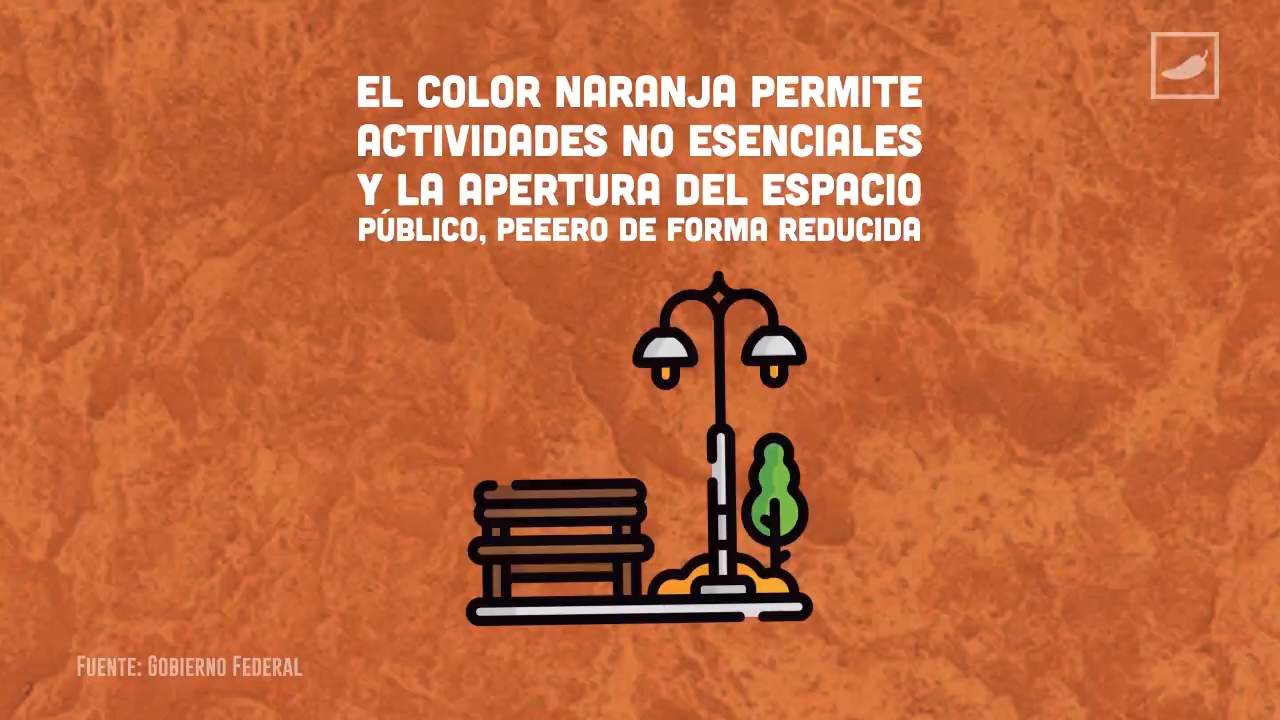 EL COLOR NARANJA PERMITE
ACTIVIDADES NO ESENCIALES
Y LA APERTURA DEL ESPACIO
PÚBLICO, PEEERO DE FORMA REDUCIDA
FUENTE: GOBIERNO FEDERAL